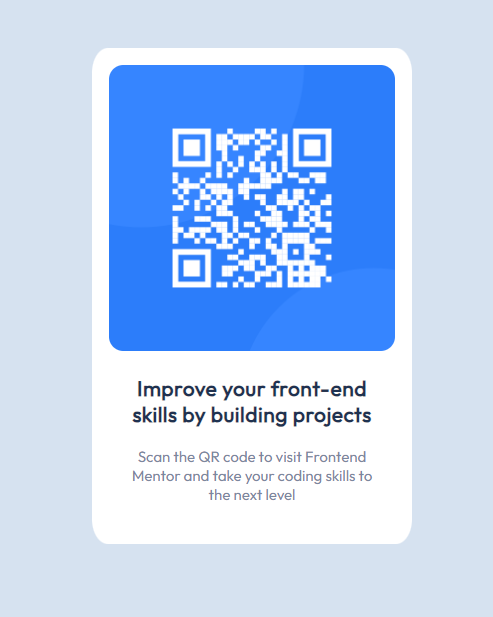 Improve your front-end
skills by building projects
Scan the QR code to visit Frontend
Mentor and take your coding skills to
the next level